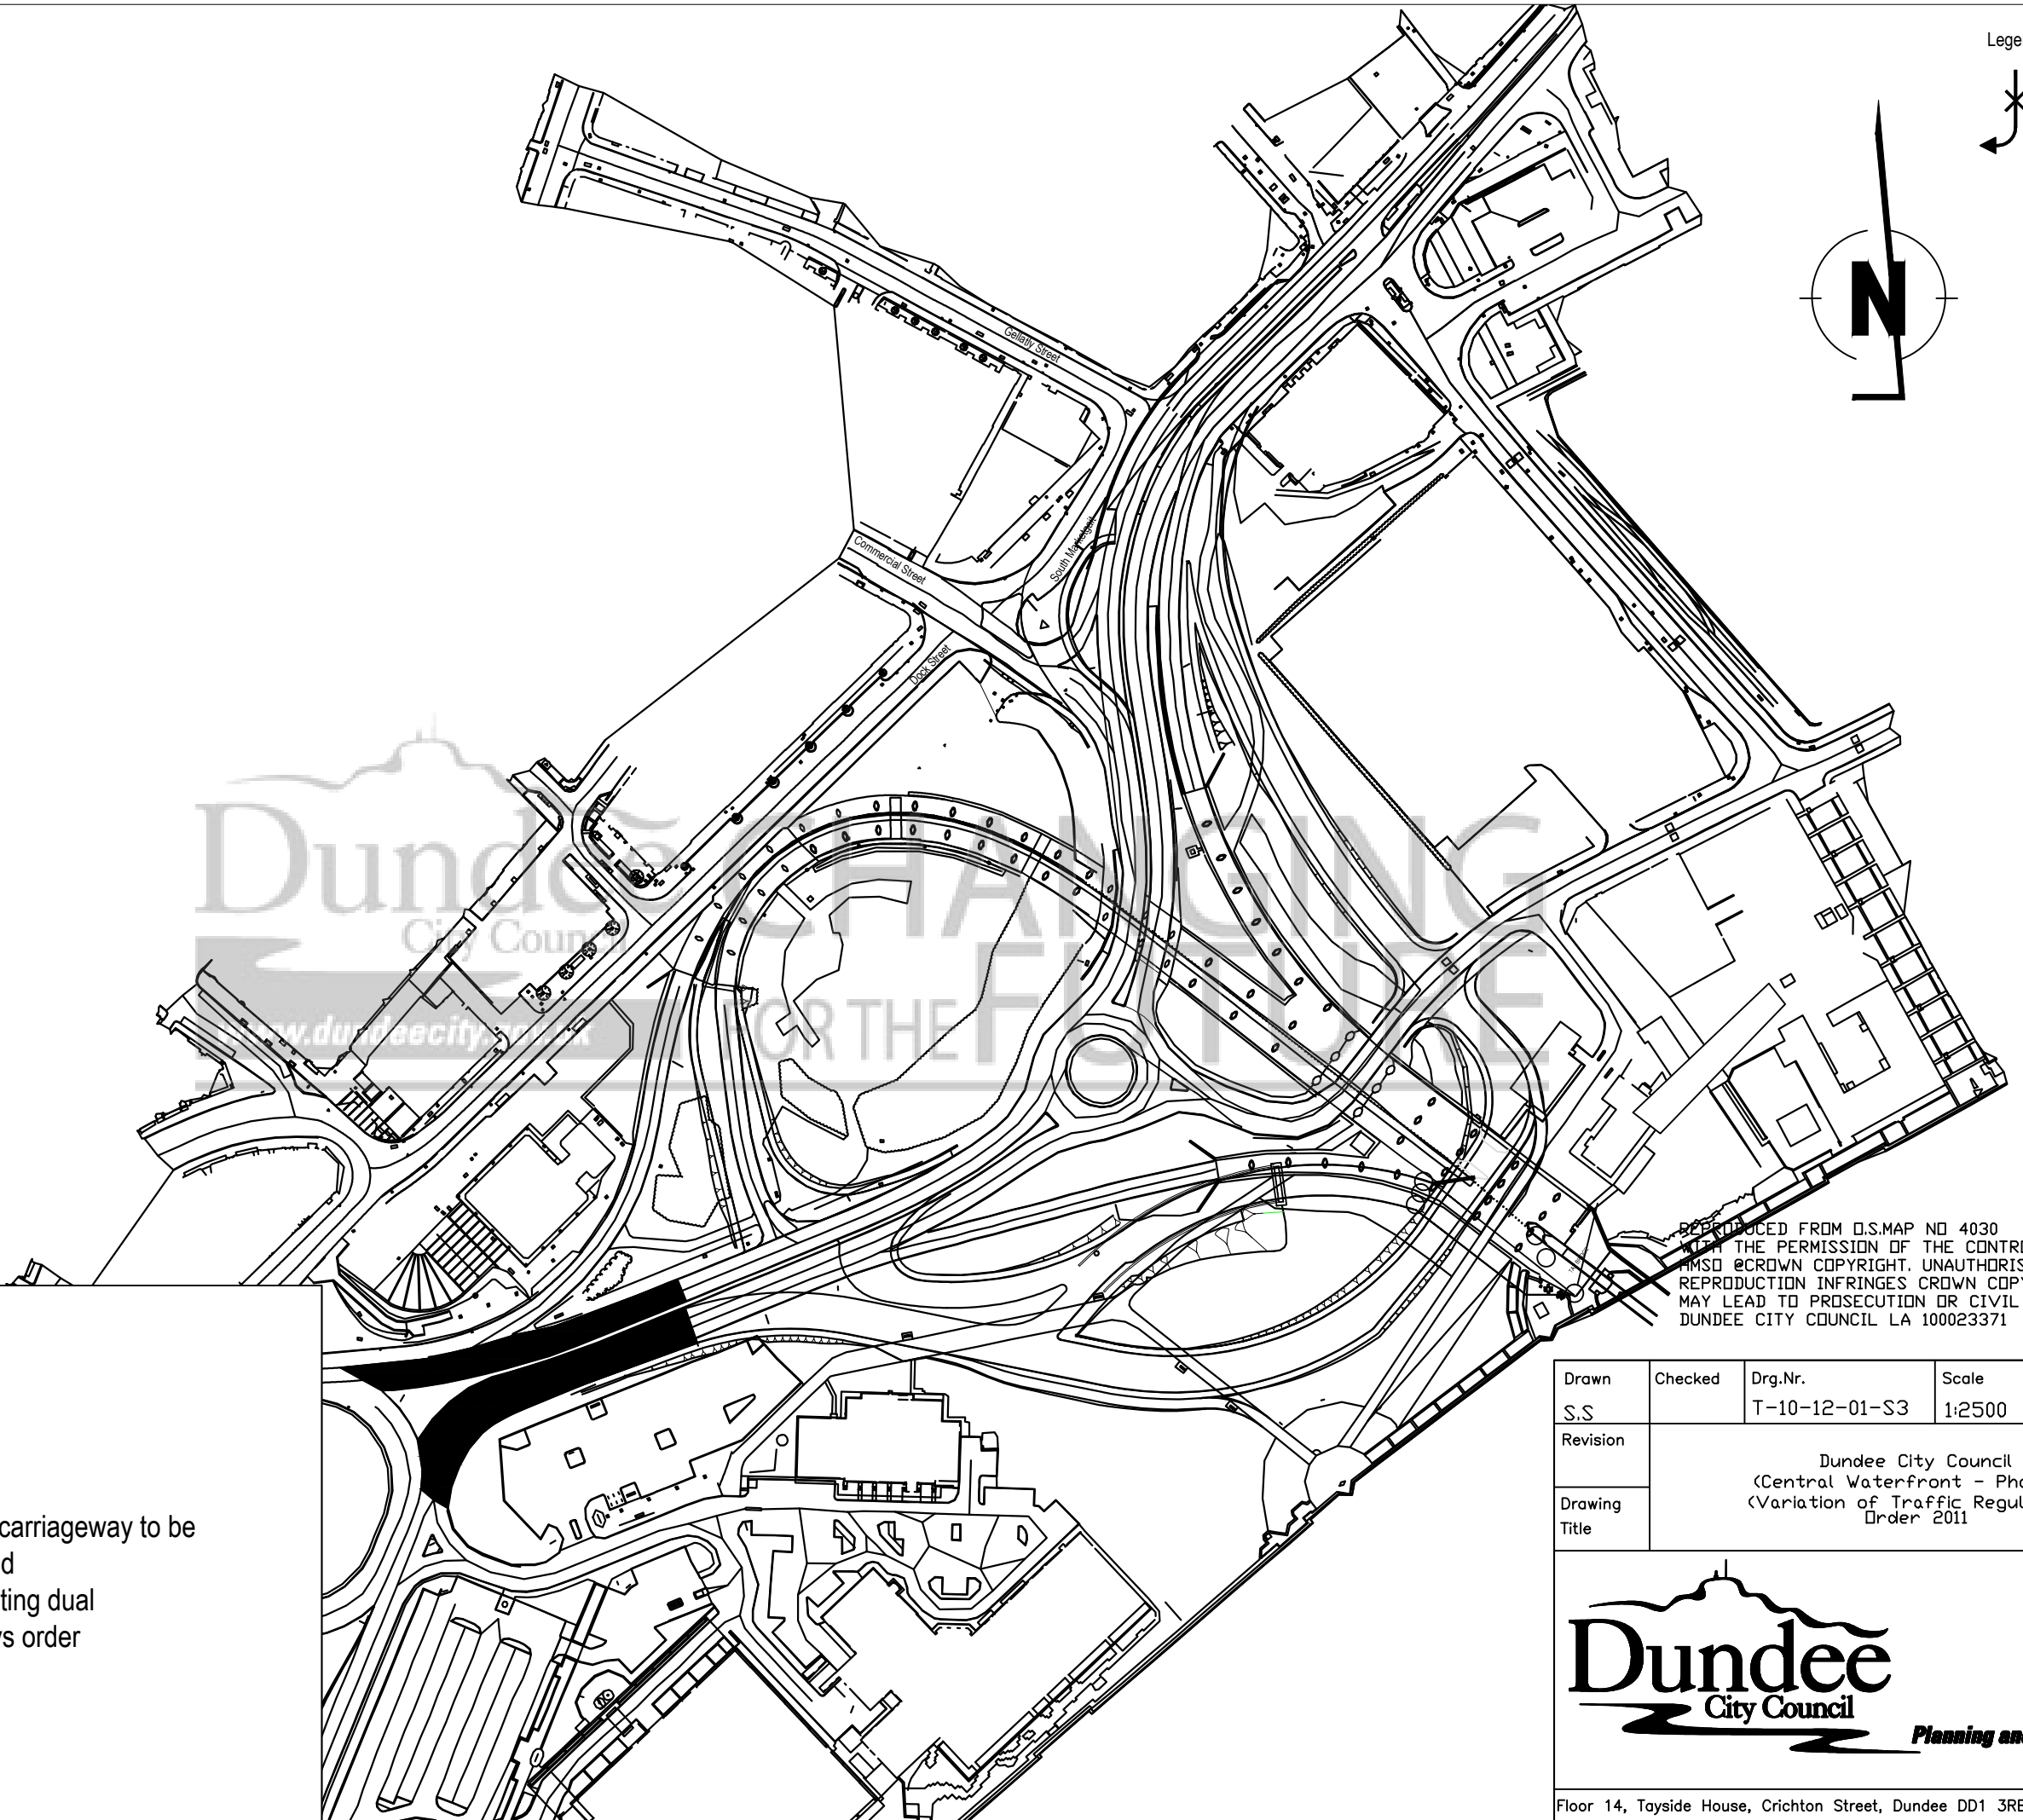 Lege
N
Gellatly Street
South Marketgait
Commercial Street
Dock Street
Dundee
City Council
www.dundeecity.gov.uk
CHANGING
FOR THE FUTURE
REPRODUCED FROM O.S.MAP NO 4030
WITH THE PERMISSION OF THE CONTR
HMSO @CROWN COPYRIGHT. UNAUTHORIS
REPRODUCTION INFRINGES CROWN COPY
MAY LEAD TO PROSECUTION OR CIVIL
DUNDEE CITY COUNCIL LA 100023371
carriageway to be
d
ting dual
s order
Drawn
S.S
Checked
Drg.Nr.
T-10-12-01-S3
Scale
1:2500
Revision
Drawing
Title
Dundee City Council
(Central Waterfront - Pha
(Variation of Traffic Regul
Order 2011
Dundee
City Council
Planning an
Floor 14, Tayside House, Crichton Street, Dundee DD1 3RB